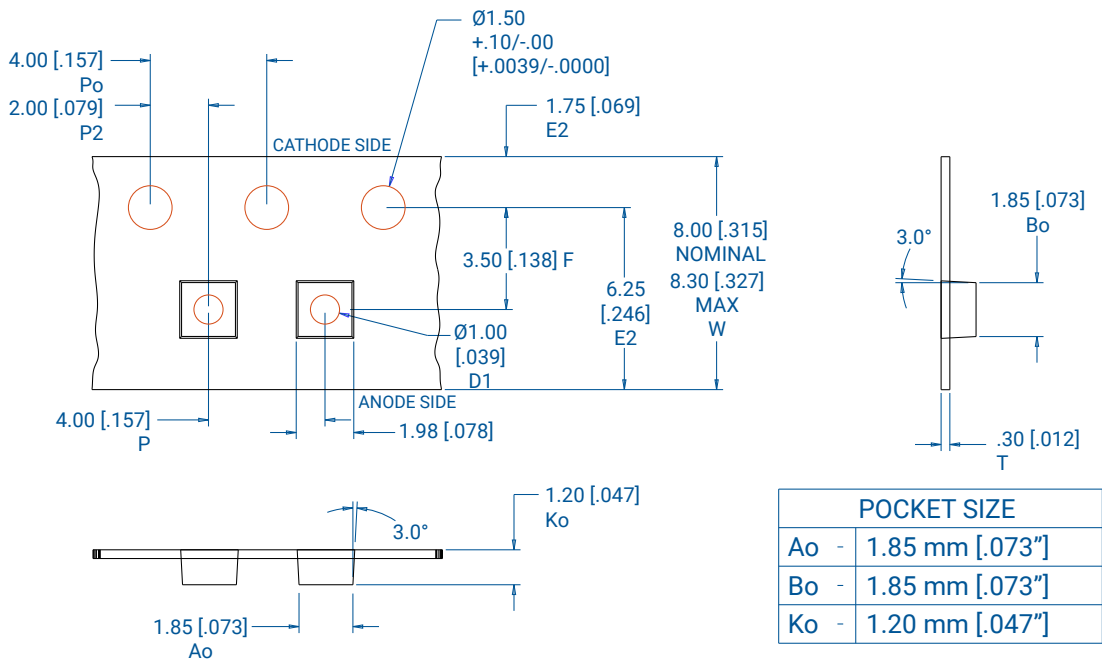 Ø1.50
+.10/-.00
[+.0039/-.0000]
4.00 [.157]
Po
2.00 [.079]
P2
1.75 [.069]
E2
CATHODE SIDE
3.50 [.138] F
8.00 [.315]
NOMINAL
8.30 [.327]
MAX
W
6.25
[.246]
E2
Ø1.00
[.039]
D1
ANODE SIDE
4.00 [.157]
P
1.98 [.078]
1.85 [.073]
Bo
3.0°
.30 [.012]
T
1.20 [.047]
Ko
3.0°
1.85 [.073]
Ao
POCKET SIZE
Ao - 1.85 mm [.073”]
Bo - 1.85 mm [.073”]
Ko - 1.20 mm [.047”]